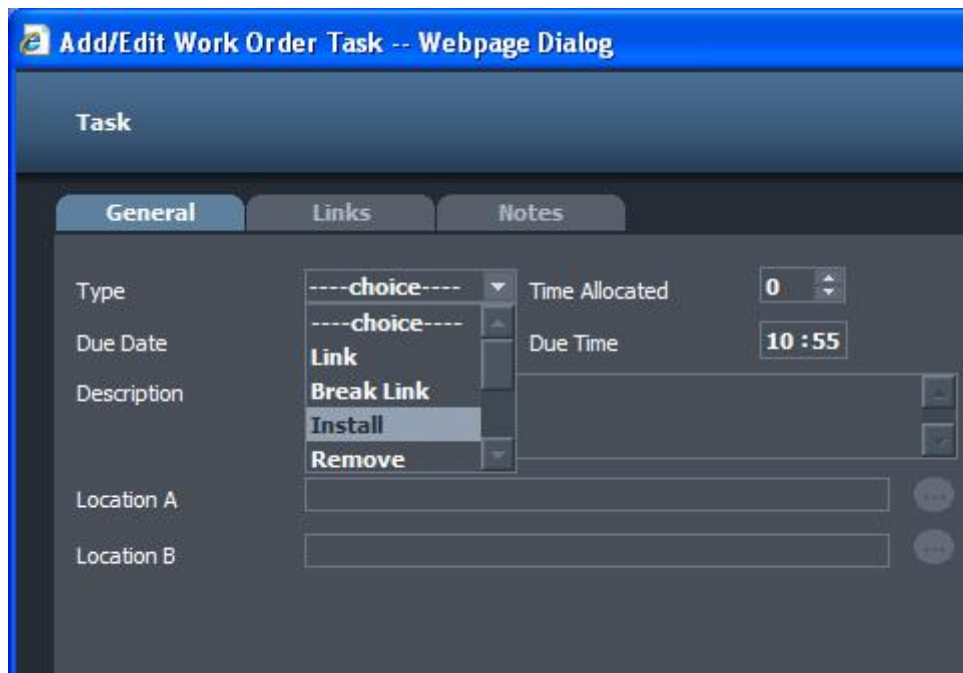 Add/Edit Work Order Task -- Webpage Dialog
Task
General Links Notes
Type ----choice---- Time Allocated 0
----choice----
Due Date Due Time 10 :55
Link
Description Break Link
Install
Remove
Location A ...
Location B ...